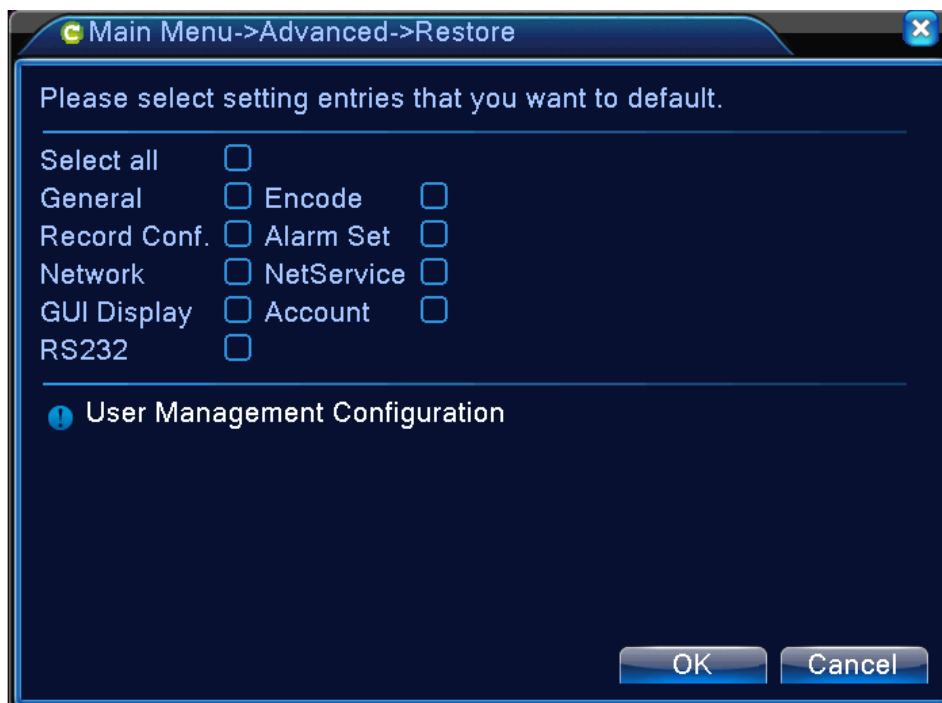 Main Menu->Advanced->Restore
Please select setting entries that you want to default.
Select all
General Encode
Record Conf. Alarm Set
Network NetService
GUI Display Account
RS232
User Management Configuration
OK Cancel